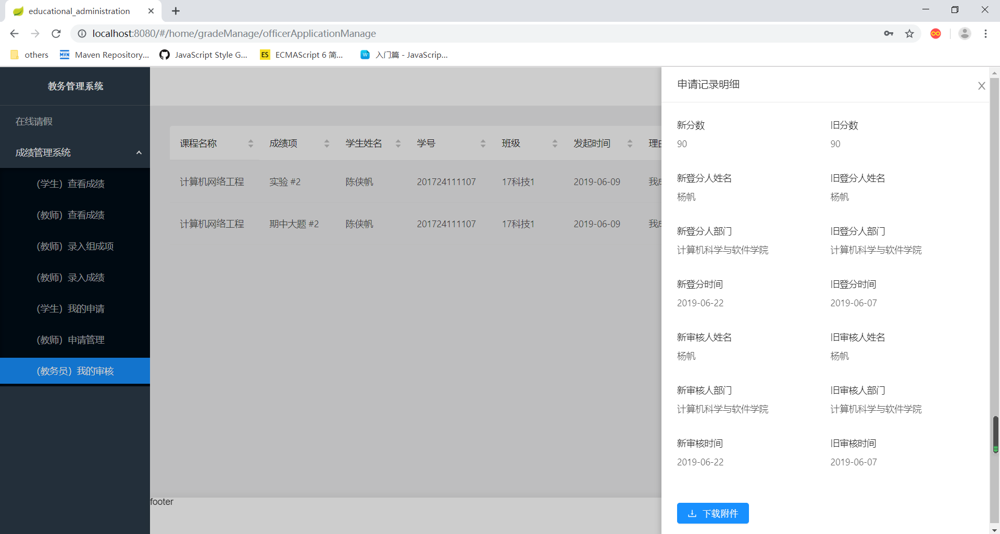 educational_administration
localhost:8080/#/home/gradeManage/officerApplicationManage
others
Maven Repository...
JavaScript Style G...
ES
ECMAScript 6 简...
W
入门篇 - JavaScrip...
教务管理系统
在线请假
成绩管理系统
(学生) 查看成绩
(教师) 查看成绩
(教师) 录入组成项
(教师) 录入成绩
(学生) 我的申请
(教师) 申请管理
(教务员) 我的审核
课程名称 成绩项 学生姓名 学号 班级 发起时间 理由
计算机网络工程 实验 #2 陈侠帆 201724111107 17科技1 2019-06-09 我
计算机网络工程 期中大题 #2 陈侠帆 201724111107 17科技1 2019-06-09 我
footer
申请记录明细
新分数 旧分数
90 90
新登分人姓名 旧登分人姓名
杨帆 杨帆
新登分人部门 旧登分人部门
计算机科学与软件学院 计算机科学与软件学院
新登分时间 旧登分时间
2019-06-22 2019-06-07
新审核人姓名 旧审核人姓名
杨帆 杨帆
新审核人部门 旧审核人部门
计算机科学与软件学院 计算机科学与软件学院
新审核时间 旧审核时间
2019-06-22 2019-06-07
下载附件